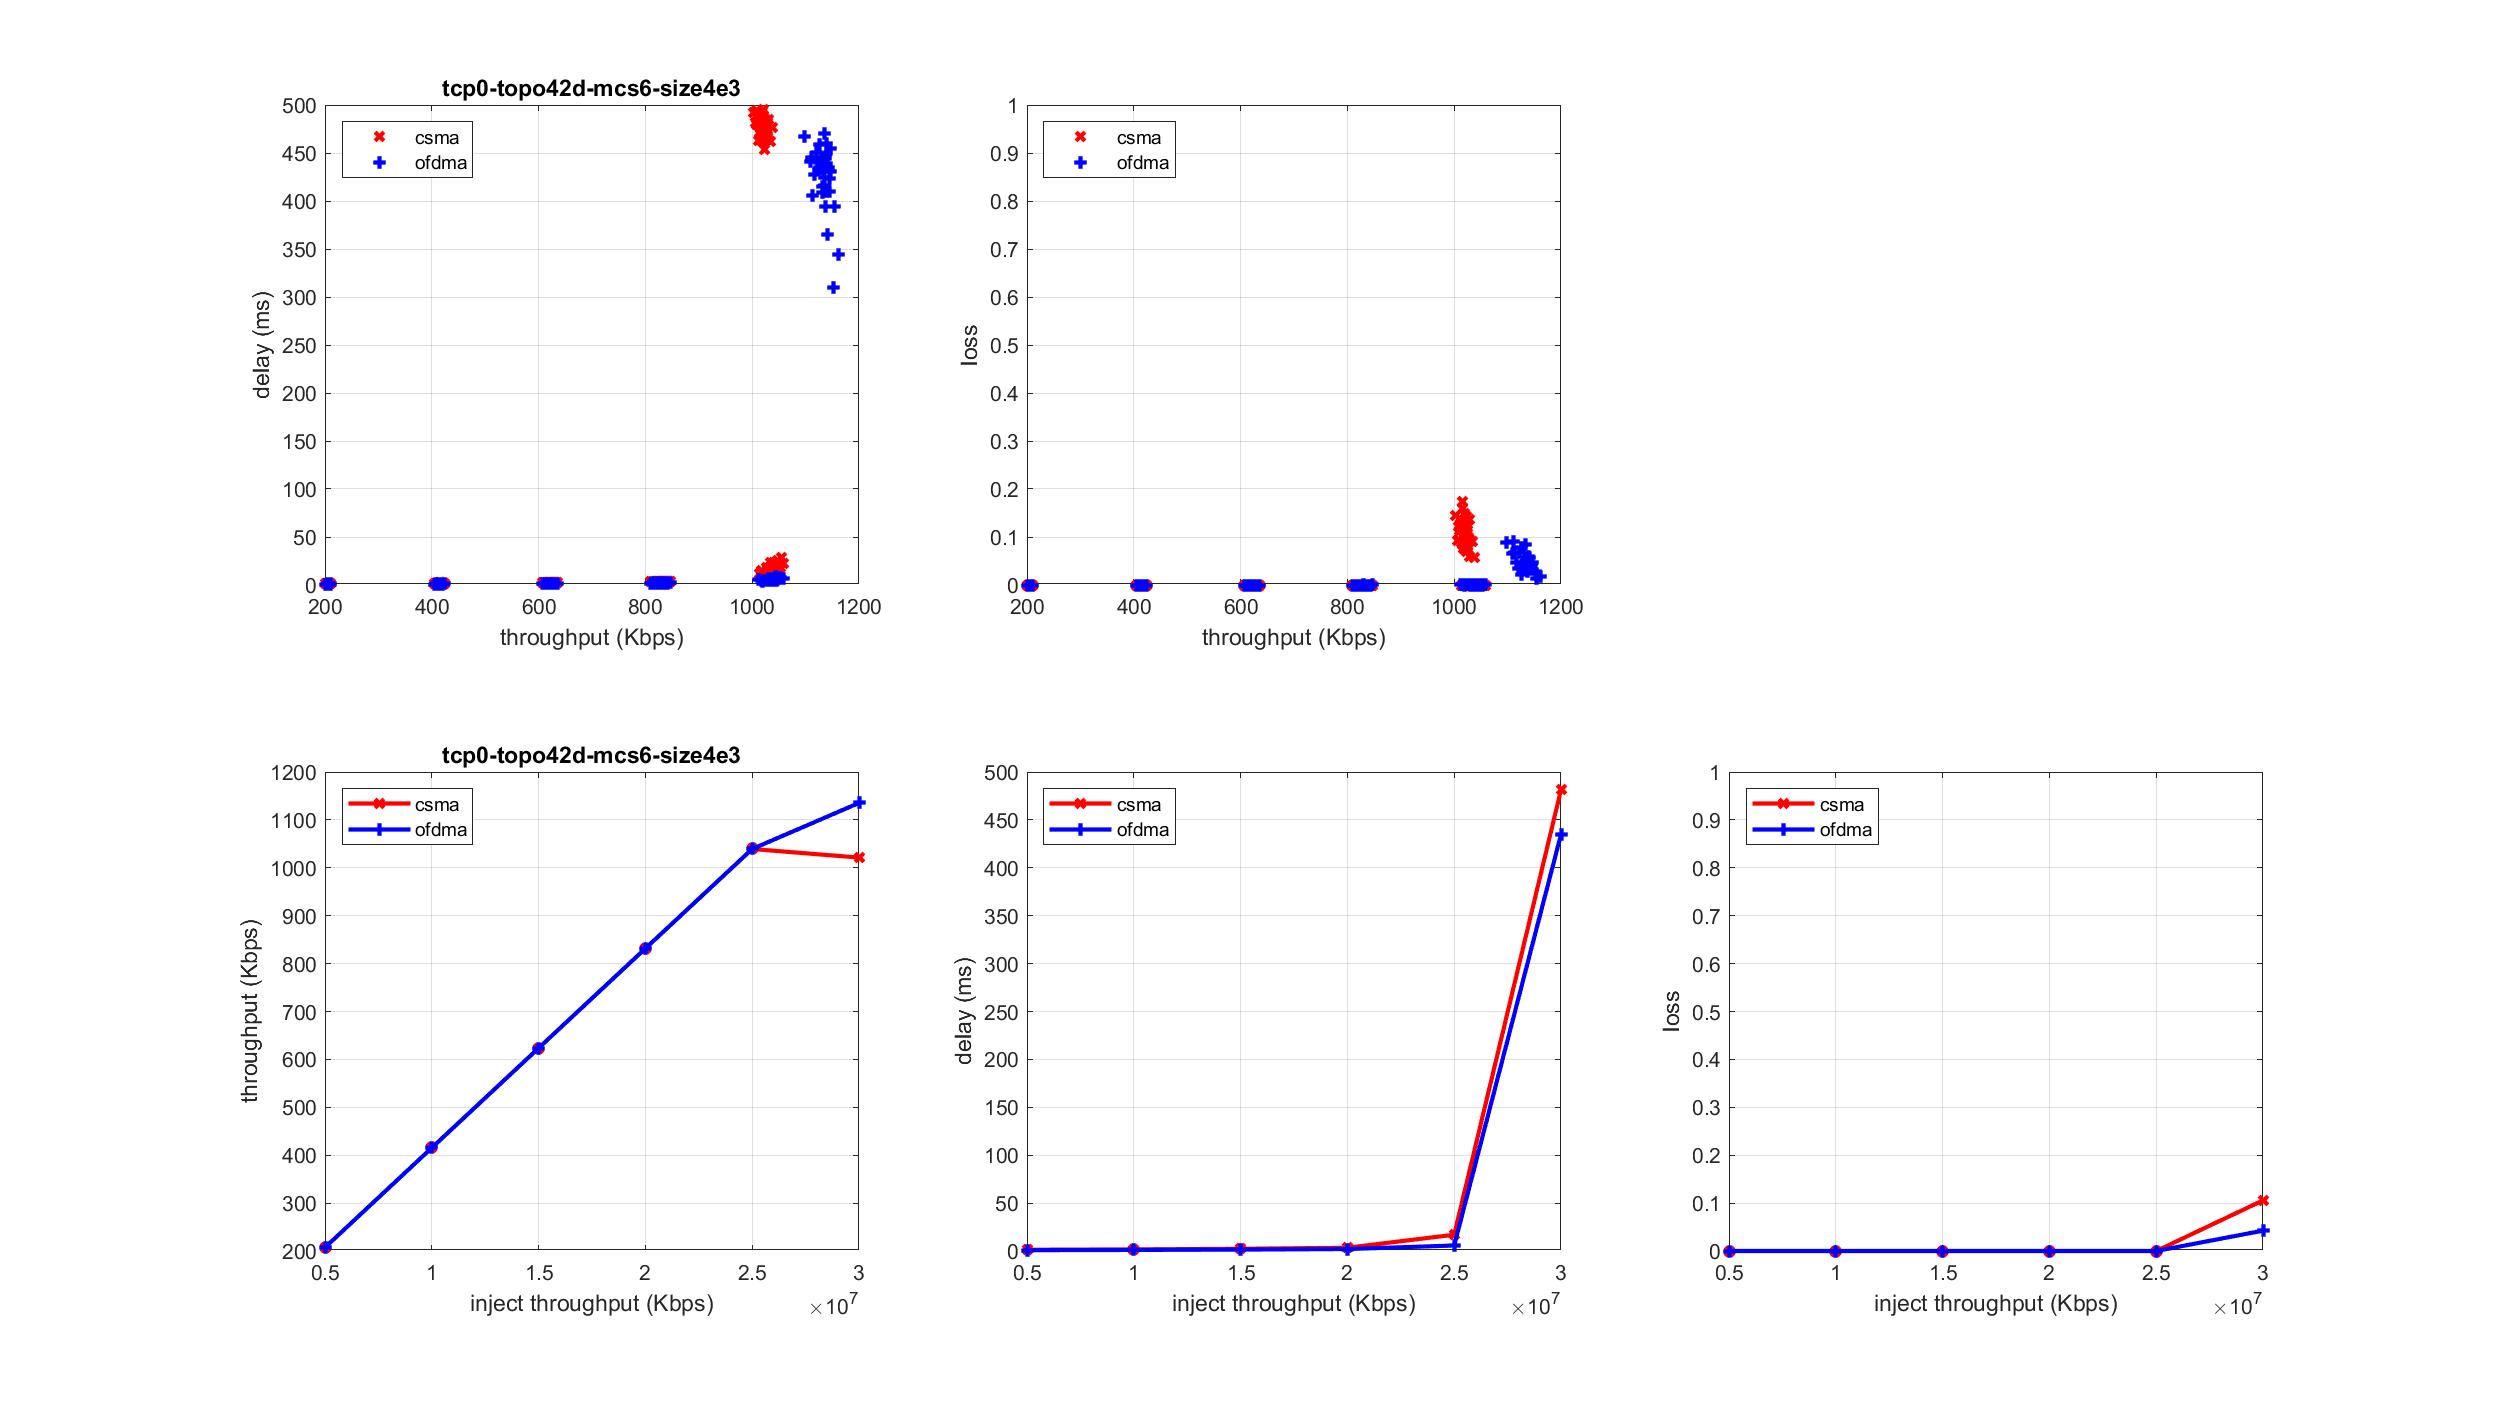 tcp0-topo42d-mcs6-size4e3
500
450
400
350
300
250
200
150
100
50
0
delay (ms)
csma
ofdma
200 400 600 800 1000 1200
throughput (Kbps)
1
0.9
0.8
0.7
0.6
0.5
0.4
0.3
0.2
0.1
0
loss
csma
ofdma
200 400 600 800 1000 1200
throughput (Kbps)
tcp0-topo42d-mcs6-size4e3
1200
1100
1000
900
800
700
600
500
400
300
200
throughput (Kbps)
csma
ofdma
0.5 1 1.5 2 2.5 3
inject throughput (Kbps)
×10^7
500
450
400
350
300
250
200
150
100
50
0
delay (ms)
csma
ofdma
0.5 1 1.5 2 2.5 3
inject throughput (Kbps)
×10^7
1
0.9
0.8
0.7
0.6
0.5
0.4
0.3
0.2
0.1
0
loss
csma
ofdma
0.5 1 1.5 2 2.5 3
inject throughput (Kbps)
×10^7